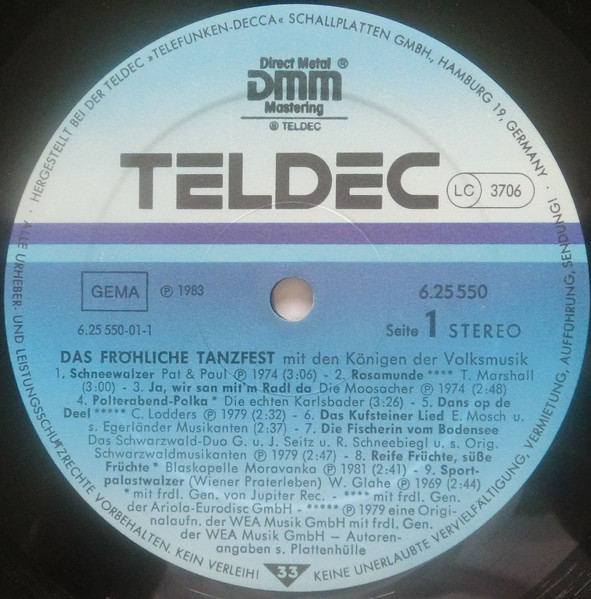 · HERGESTELLT BEI DER TELDEC »TELEFUNKEN-DECCA« SCHALLPLATTEN GMBH., HAMBURG 19, GERMANY ·
Direct Metal ®
DMM
Mastering
® TELDEC
TELDEC
LC 3706
GEMA
℗ 1983
6.25 550
6.25 550-01-1
Seite 1 STEREO
DAS FRÖHLICHE TANZFEST mit den Königen der Volksmusik
1. Schneewalzer Pat & Paul ℗ 1974 (3:06) - 2. Rosamunde **** T. Marshall
(3:00) - 3. Ja, wir san mit'm Radl da Die Moosacher ℗ 1974 (2:48)
4. Polterabend-Polka * Die echten Karlsbader (3:26) - 5. Dans op de
Deel ***** C. Lodders ℗ 1979 (2:32) - 6. Das Kufsteiner Lied E. Mosch u.
s. Egerländer Musikanten (2:37) - 7. Die Fischerin vom Bodensee
Das Schwarzwald-Duo G. u. J. Seitz u. R. Schneebiegl u. s. Orig.
Schwarzwaldmusikanten ℗ 1979 (2:47) - 8. Reife Früchte, süße
Früchte * Blaskapelle Moravanka ℗ 1981 (2:41) - 9. Sport-
palastwalzer (Wiener Praterleben) W. Glahe ℗ 1969 (2:44)
* mit frdl. Gen. von Jupiter Rec. - **** mit frdl. Gen.
der Ariola-Eurodisc GmbH - ***** ℗ 1979 eine Origi-
nalaufn. der WEA Musik GmbH mit frdl. Gen.
der WEA Musik GmbH — Autoren-
angaben s. Plattenhülle
33
ALLE URHEBER- UND LEISTUNGSSCHUTZRECHTE VORBEHALTEN. KEIN VERLEIH! KEINE UNERLAUBTE VERVIELFÄLTIGUNG, VERMIETUNG, AUFFÜHRUNG, SENDUNG!